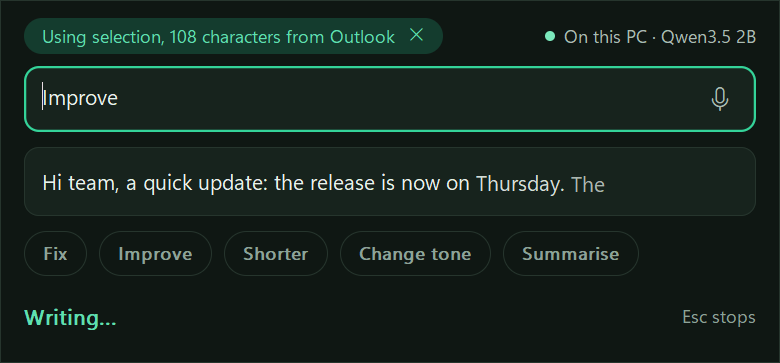 Using selection, 108 characters from Outlook
On this PC · Qwen3.5 2B
Improve
Hi team, a quick update: the release is now on Thursday. The
Fix
Improve
Shorter
Change tone
Summarise
Writing...
Esc stops